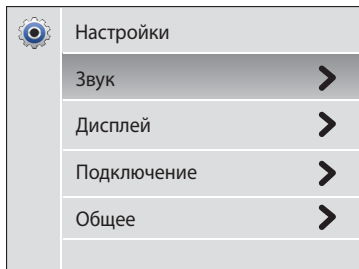 Настройки
Звук
Дисплей
Подключение
Общее